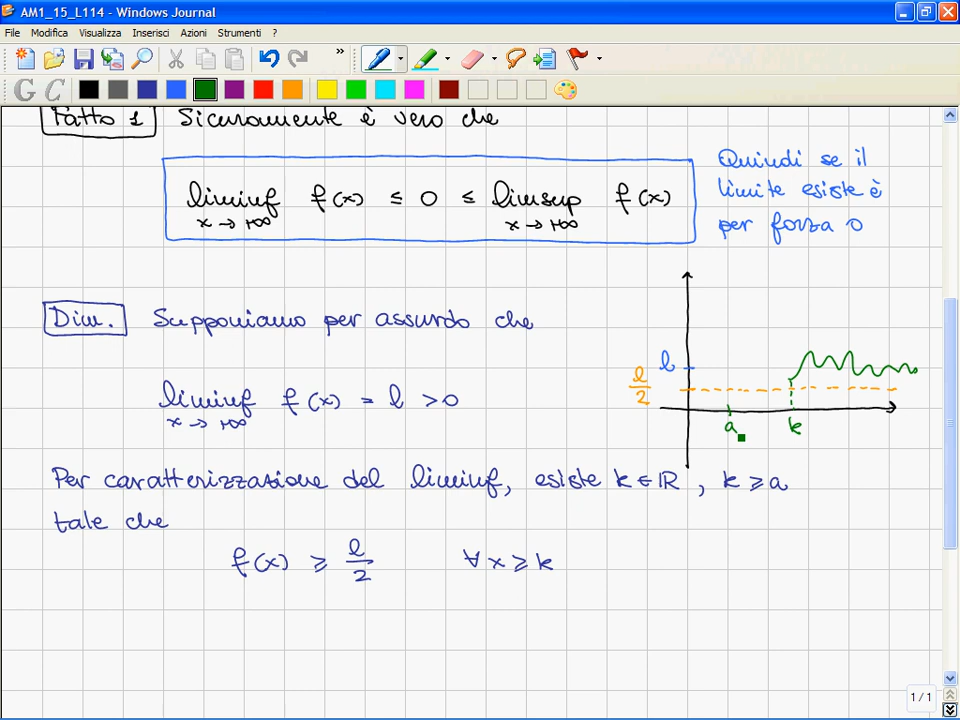 AM1_15_L114 - Windows Journal
File Modifica Visualizza Inserisci Azioni Strumenti ?
»
G C
Fatto 1 Sicuramente è vero che
liminf f(x) ≤ 0 ≤ limsup f(x)
x → +∞ x → +∞
Quindi se il
limite esiste è
per forza 0
Dim. Supponiamo per assurdo che
liminf f(x) = l > 0
x → +∞
l
l/2
a k
Per caratterizzazione del liminf, esiste k ∈ ℝ, k ≥ a
tale che
f(x) ≥ l/2 ∀ x ≥ k
1 / 1